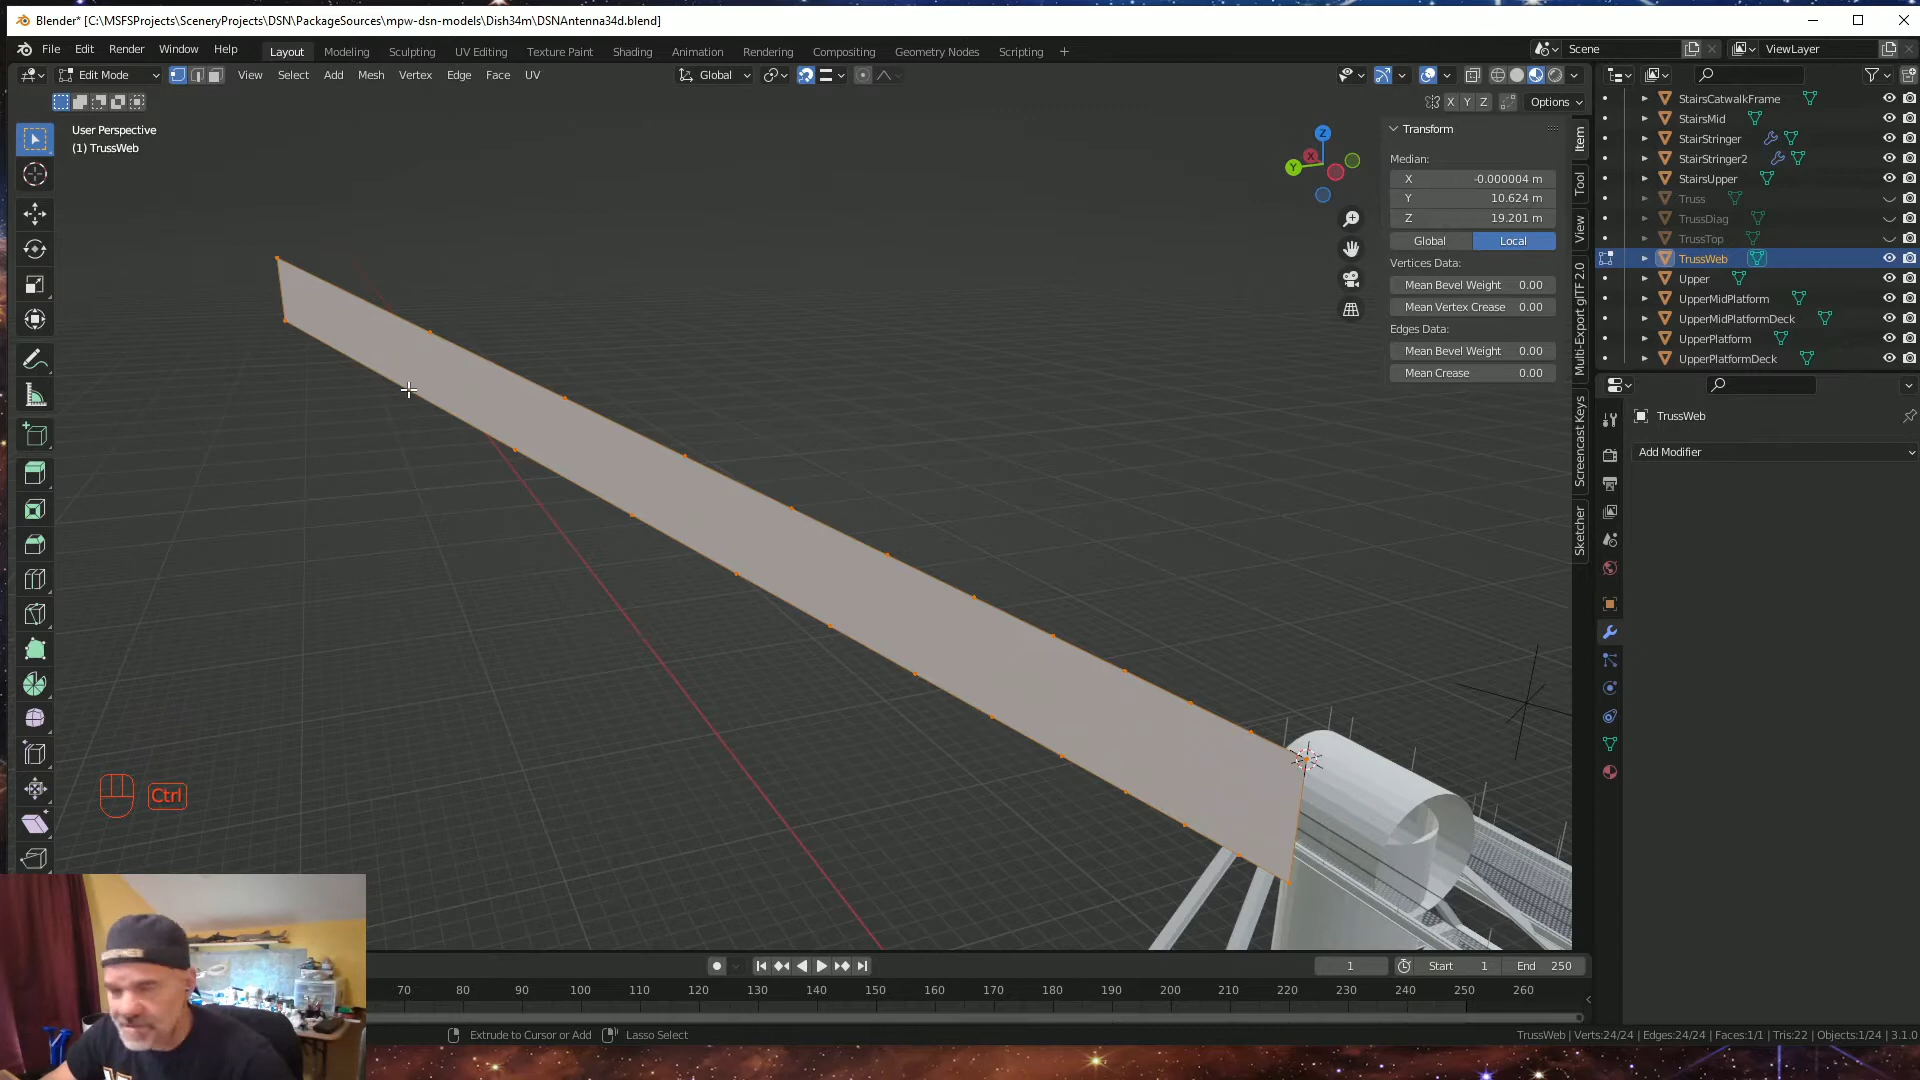 Blender* [C:\MSFSProjects\SceneryProjects\DSN\PackageSources\mpw-dsn-models\Dish34m\DSNAntenna34d.blend]
File Edit Render Window Help Layout Modeling Sculpting UV Editing Texture Paint Shading Animation Rendering Compositing Geometry Nodes Scripting + Scene ViewLayer
Edit Mode View Select Add Mesh Vertex Edge Face UV Global
X Y Z Options
User Perspective
(1) TrussWeb
Z
X
Y
Transform
Median:
X -0.000004 m
Y 10.624 m
Z 19.201 m
Global Local
Vertices Data:
Mean Bevel Weight 0.00
Mean Vertex Crease 0.00
Edges Data:
Mean Bevel Weight 0.00
Mean Crease 0.00
Item
Tool
View
Multi-Export glTF 2.0
Screencast Keys
Sketcher
StairsCatwalkFrame
StairsMid
StairStringer
StairStringer2
StairsUpper
Truss
TrussDiag
TrussTop
TrussWeb
Upper
UpperMidPlatform
UpperMidPlatformDeck
UpperPlatform
UpperPlatformDeck
TrussWeb
Add Modifier
Ctrl
1 Start 1 End 250
70 80 90 100 110 120 130 140 150 160 170 180 190 200 210 220 230 240 250 260
Extrude to Cursor or Add Lasso Select TrussWeb | Verts:24/24 | Edges:24/24 | Faces:1/1 | Tris:22 | Objects:1/24 | 3.1.0